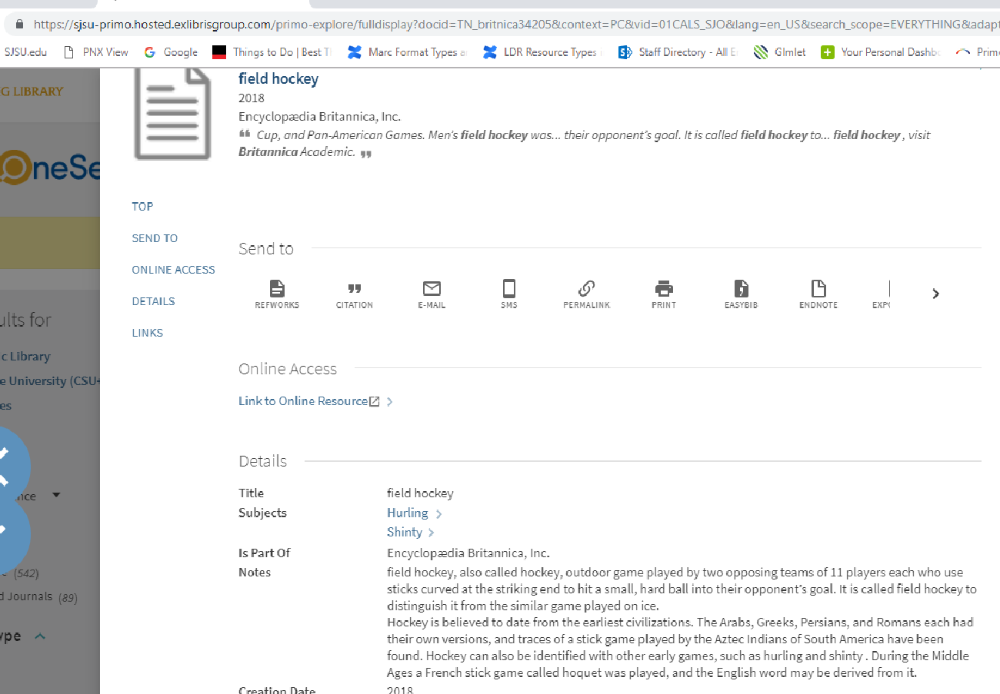 https://sjsu-primo.hosted.exlibrisgroup.com/primo-explore/fulldisplay?docid=TN_britnica34205&context=PC&vid=01CALS_SJO&lang=en_US&search_scope=EVERYTHING&adapt
SJSU.edu PNX View Google Things to Do | Best T Marc Format Types a LDR Resource Types Staff Directory - All E GImlet Your Personal Dashb Prim
G LIBRARY
OneSe
ults for
c Library
e University (CSU+
es
nce
(542)
d Journals (89)
ype
field hockey
2018
Encyclopædia Britannica, Inc.
“ Cup, and Pan-American Games. Men's field hockey was... their opponent's goal. It is called field hockey to... field hockey , visit
Britannica Academic. ”
TOP
SEND TO
ONLINE ACCESS
DETAILS
LINKS
Send to
REFWORKS CITATION E-MAIL SMS PERMALINK PRINT EASYBIB ENDNOTE EXPO
Online Access
Link to Online Resource
Details
Title field hockey
Subjects Hurling
Shinty
Is Part Of Encyclopædia Britannica, Inc.
Notes field hockey, also called hockey, outdoor game played by two opposing teams of 11 players each who use
sticks curved at the striking end to hit a small, hard ball into their opponent's goal. It is called field hockey to
distinguish it from the similar game played on ice.
Hockey is believed to date from the earliest civilizations. The Arabs, Greeks, Persians, and Romans each had
their own versions, and traces of a stick game played by the Aztec Indians of South America have been
found. Hockey can also be identified with other early games, such as hurling and shinty . During the Middle
Ages a French stick game called hoquet was played, and the English word may be derived from it.
Creation Date 2018